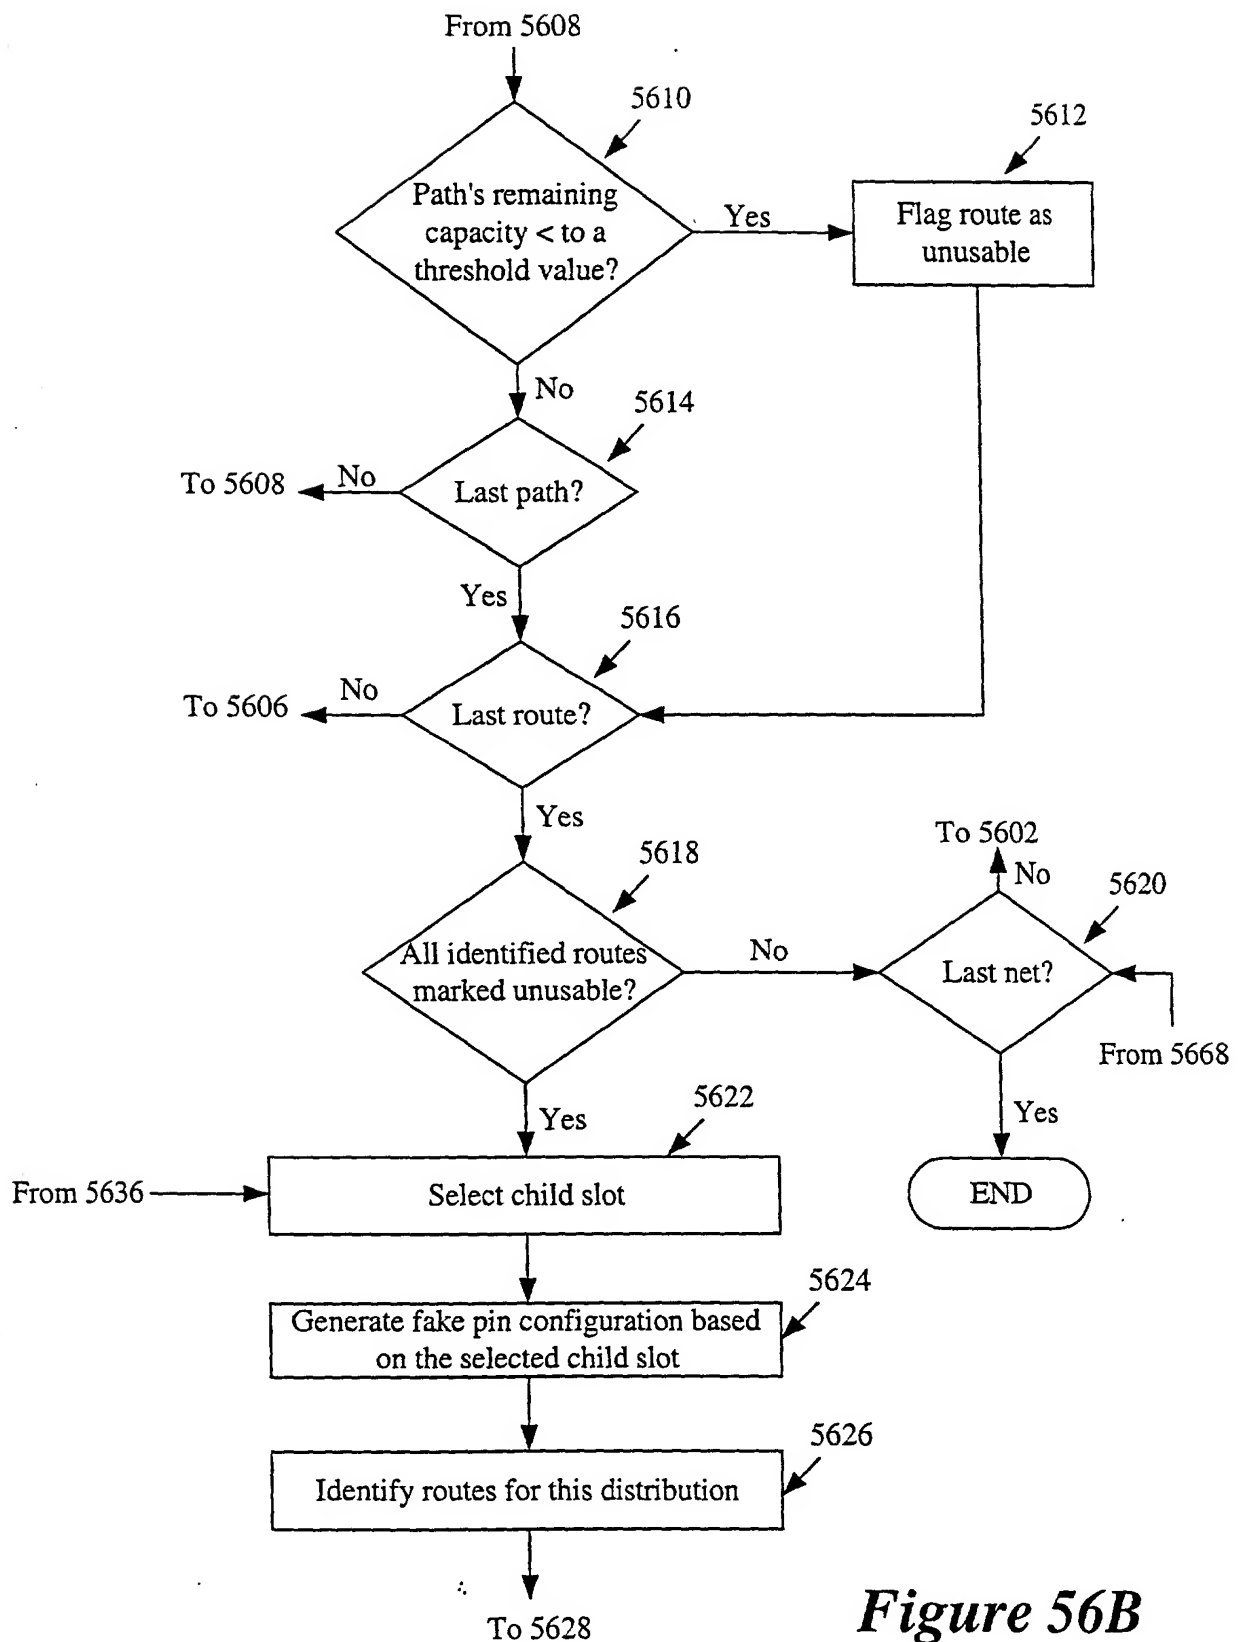 From 5608
5610
Path's remaining
capacity < to a
threshold value?
Yes
5612
Flag route as
unusable
No
5614
Last path?
No
To 5608
Yes
5616
Last route?
No
To 5606
Yes
5618
All identified routes
marked unusable?
No
To 5602
No
5620
Last net?
From 5668
Yes
END
Yes
5622
From 5636
Select child slot
5624
Generate fake pin configuration based
on the selected child slot
5626
Identify routes for this distribution
To 5628
Figure 56B